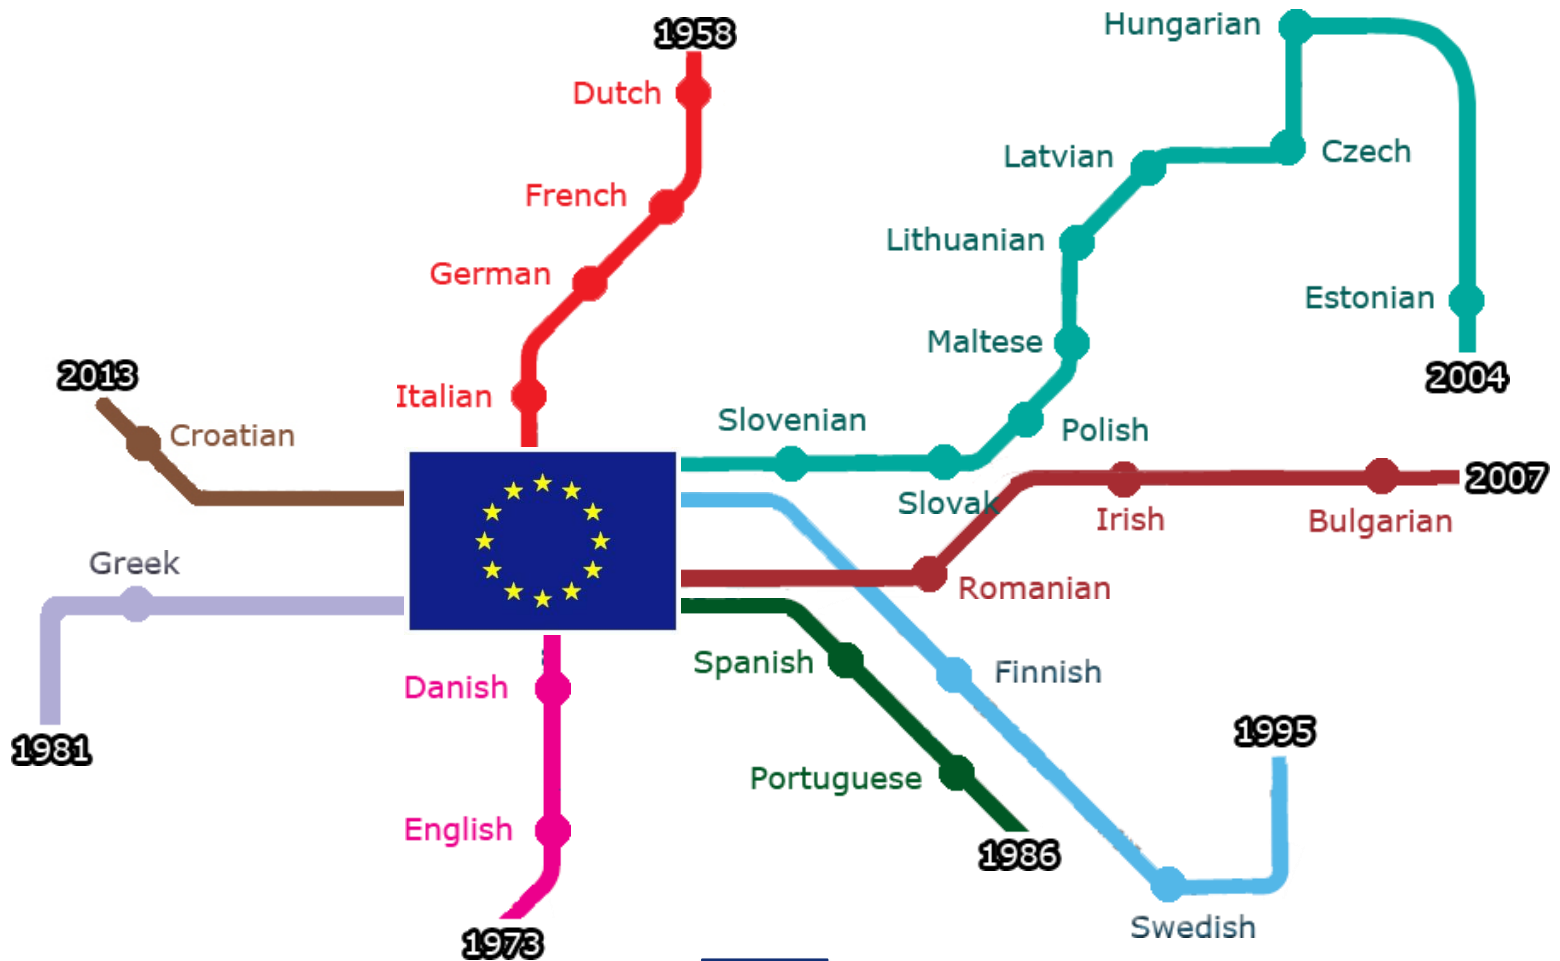 1958
Dutch
French
German
Italian
Hungarian
Czech
Latvian
Lithuanian
Maltese
Polish
Slovak
Slovenian
Estonian
2004
2013
Croatian
Greek
1981
Romanian
Irish
Bulgarian
2007
Danish
English
1973
Spanish
Portuguese
1986
Finnish
Swedish
1995